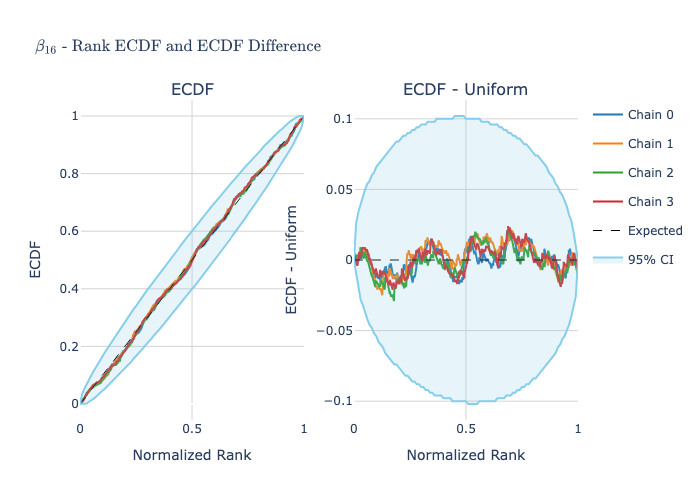 β₁₆ - Rank ECDF and ECDF Difference
ECDF
ECDF
1
0.8
0.6
0.4
0.2
0
0
0.5
1
Normalized Rank
ECDF - Uniform
ECDF - Uniform
0.1
0.05
0
−0.05
−0.1
0
0.5
1
Normalized Rank
Chain 0
Chain 1
Chain 2
Chain 3
Expected
95% CI